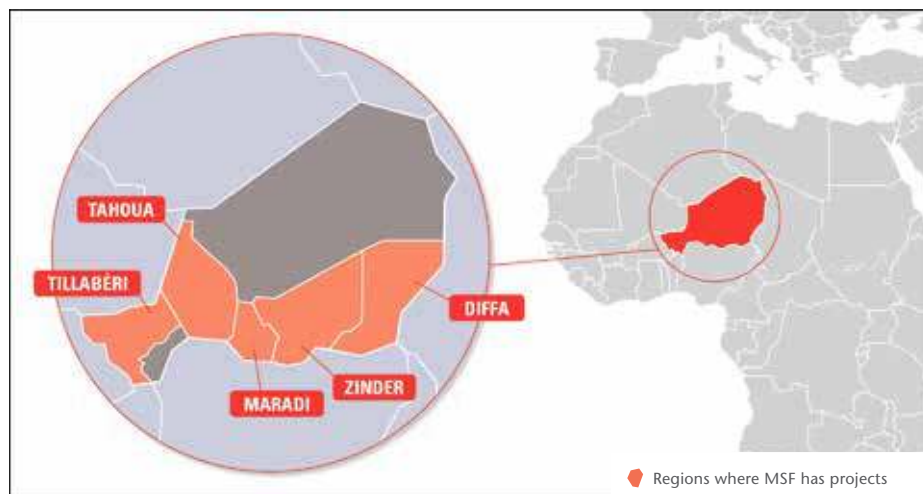 TAHOUA
TILLABÉRI
DIFFA
ZINDER
MARADI
Regions where MSF has projects